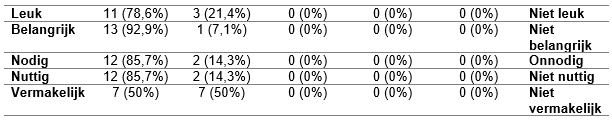 Leuk 11 (78,6%) 3 (21,4%) 0 (0%) 0 (0%) 0 (0%) Niet leuk
Belangrijk 13 (92,9%) 1 (7,1%) 0 (0%) 0 (0%) 0 (0%) Niet
belangrijk
Nodig 12 (85,7%) 2 (14,3%) 0 (0%) 0 (0%) 0 (0%) Onnodig
Nuttig 12 (85,7%) 2 (14,3%) 0 (0%) 0 (0%) 0 (0%) Niet nuttig
Vermakelijk 7 (50%) 7 (50%) 0 (0%) 0 (0%) 0 (0%) Niet
vermakelijk